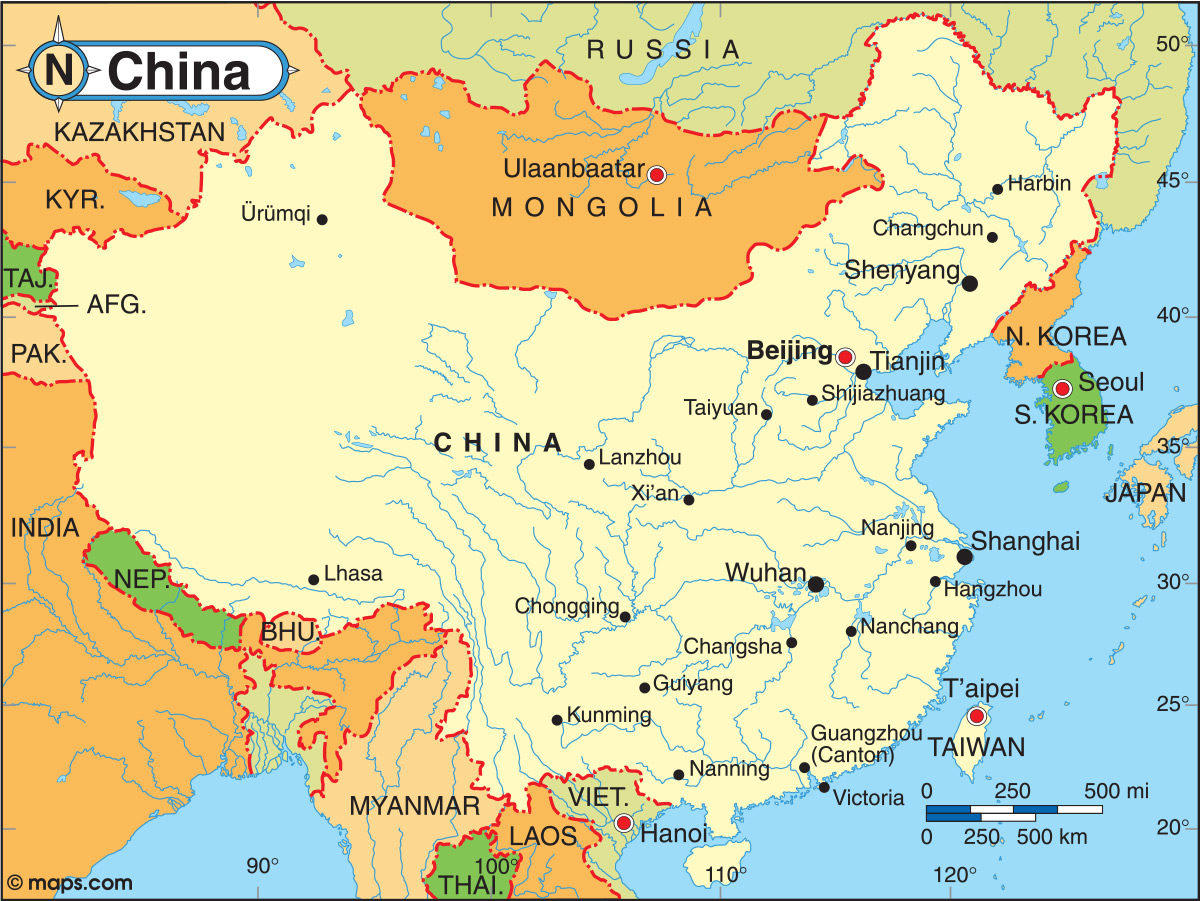 N China
RUSSIA
50°
KAZAKHSTAN
Ulaanbaatar
MONGOLIA
45°
Harbin
KYR.
Ürümqi
Changchun
Shenyang
TAJ.
AFG.
40°
PAK.
N. KOREA
Beijing
Tianjin
Seoul
Shijiazhuang
Taiyuan
S. KOREA
CHINA
35°
Lanzhou
Xi'an
JAPAN
INDIA
Nanjing
Shanghai
NEP.
Lhasa
Wuhan
30°
Hangzhou
Chongqing
BHU.
Nanchang
Changsha
Guiyang
T'aipei
25°
Kunming
Guangzhou
(Canton)
TAIWAN
Nanning
VIET.
Victoria
0 250 500 mi
MYANMAR
0 250 500 km
LAOS
Hanoi
20°
90°
100°
110°
120°
THAI.
© maps.com